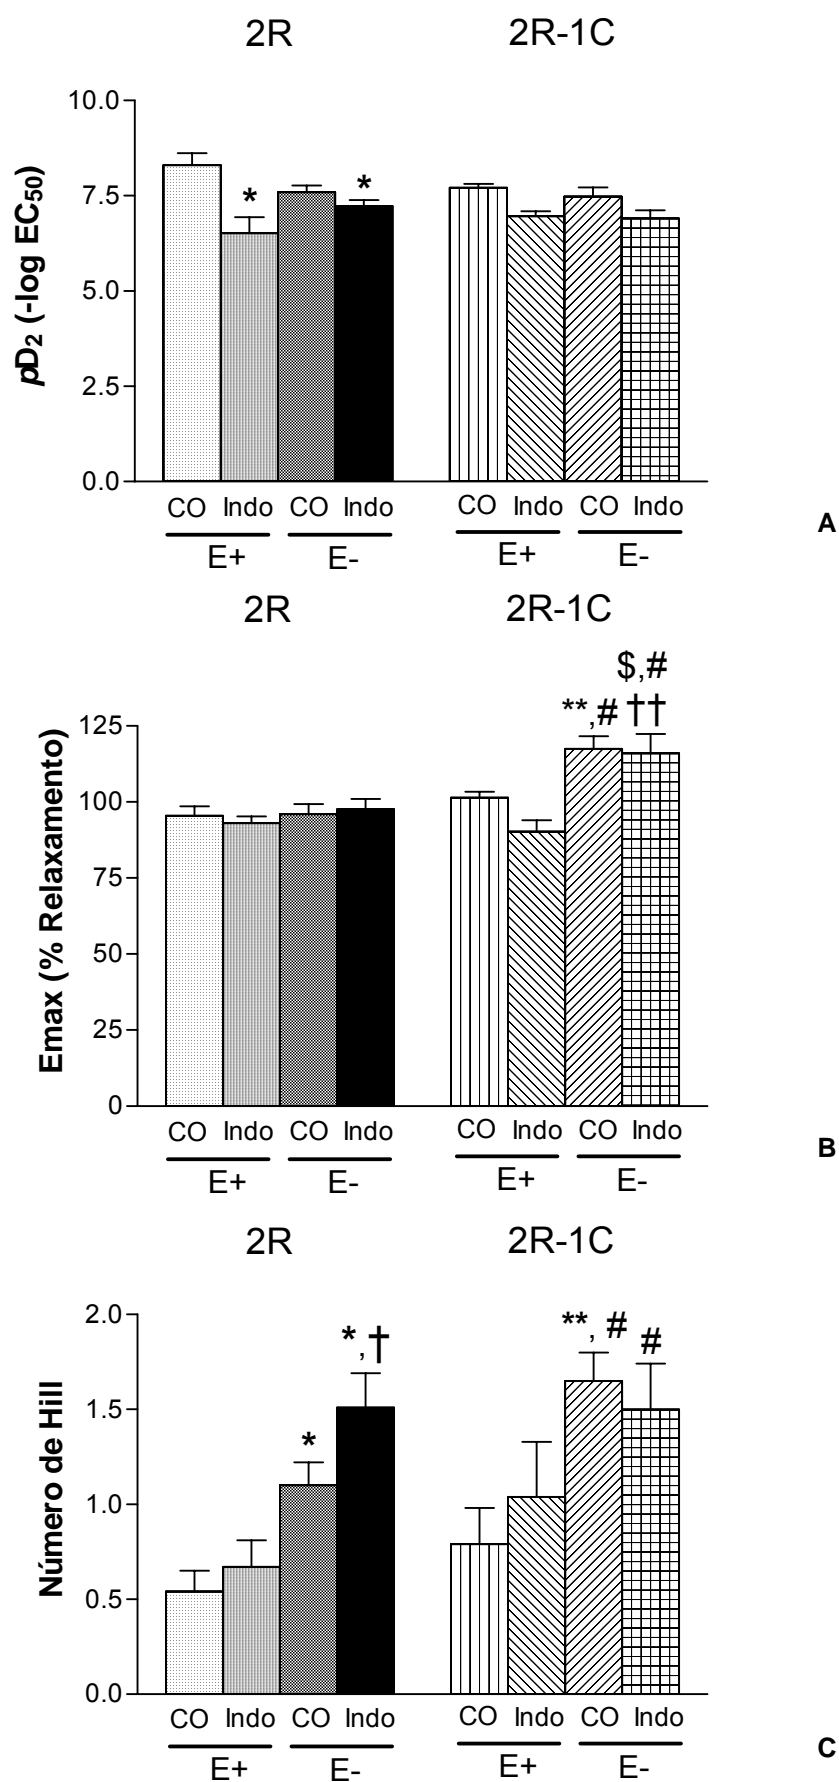 2R 2R-1C
pD2 (-log EC50)
10.0
7.5
5.0
2.5
0.0
* *
CO Indo CO Indo CO Indo CO Indo
E+ E- E+ E-
A
2R 2R-1C
Emax (% Relaxamento)
125
100
75
50
25
0
$,#
**,# ††
CO Indo CO Indo CO Indo CO Indo
E+ E- E+ E-
B
2R 2R-1C
Número de Hill
2.0
1.5
1.0
0.5
0.0
* *,† **, # #
CO Indo CO Indo CO Indo CO Indo
E+ E- E+ E-
C